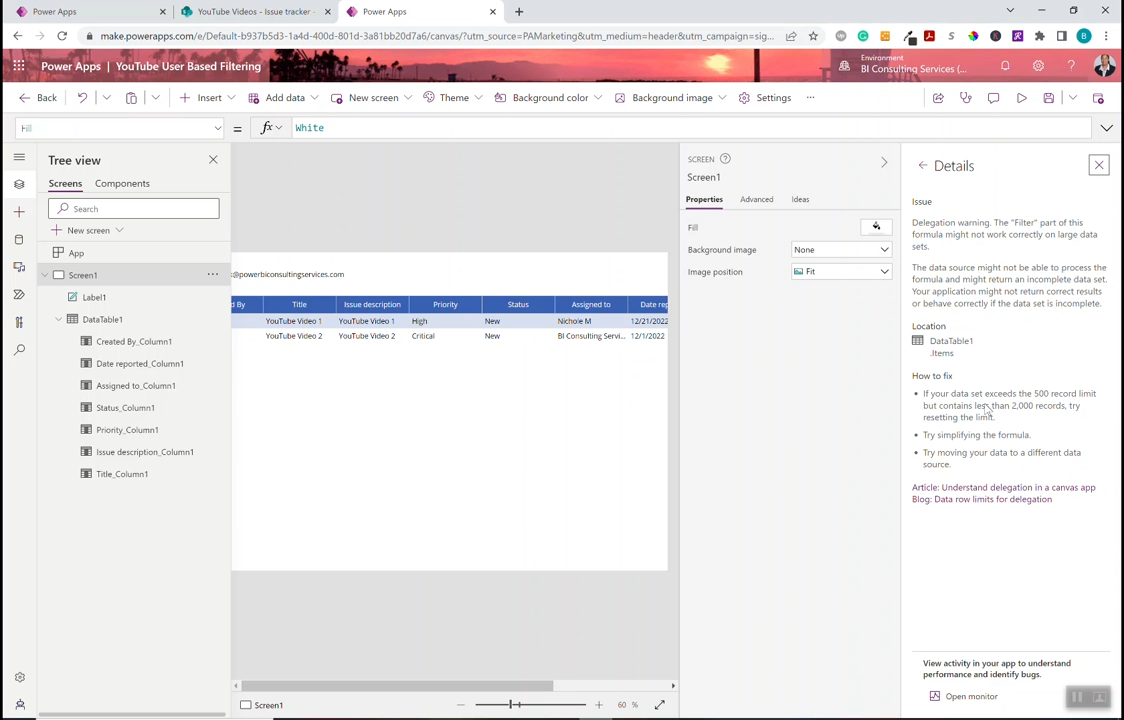 Power Apps
YouTube Videos - Issue tracker -
Power Apps
make.powerapps.com/e/Default-b937b5d3-1a4d-400d-801d-3a81bb20d7a6/canvas/?utm_source=PAMarketing&utm_medium=header&utm_campaign=sig...
Power Apps | YouTube User Based Filtering
Environment
BI Consulting Services (...
Back
Insert
Add data
New screen
Theme
Background color
Background image
Settings
Fill
=
fx
White
Tree view
Screens
Components
Search
New screen
App
Screen1
Label1
DataTable1
Created By_Column1
Date reported_Column1
Assigned to_Column1
Status_Column1
Priority_Column1
Issue description_Column1
Title_Column1
@powerbiconsultingservices.com
d By Title Issue description Priority Status Assigned to Date rep
YouTube Video 1 YouTube Video 1 High New Nichole M 12/21/2022
YouTube Video 2 YouTube Video 2 Critical New BI Consulting Servi... 12/1/2022
Screen1
60 %
SCREEN
Screen1
Properties
Advanced
Ideas
Fill
Background image
None
Image position
Fit
Details
Issue
Delegation warning. The "Filter" part of this
formula might not work correctly on large data
sets.
The data source might not be able to process the
formula and might return an incomplete data set.
Your application might not return correct results
or behave correctly if the data set is incomplete.
Location
DataTable1
.Items
How to fix
If your data set exceeds the 500 record limit
but contains less than 2,000 records, try
resetting the limit.
Try simplifying the formula.
Try moving your data to a different data
source.
Article: Understand delegation in a canvas app
Blog: Data row limits for delegation
View activity in your app to understand
performance and identify bugs.
Open monitor